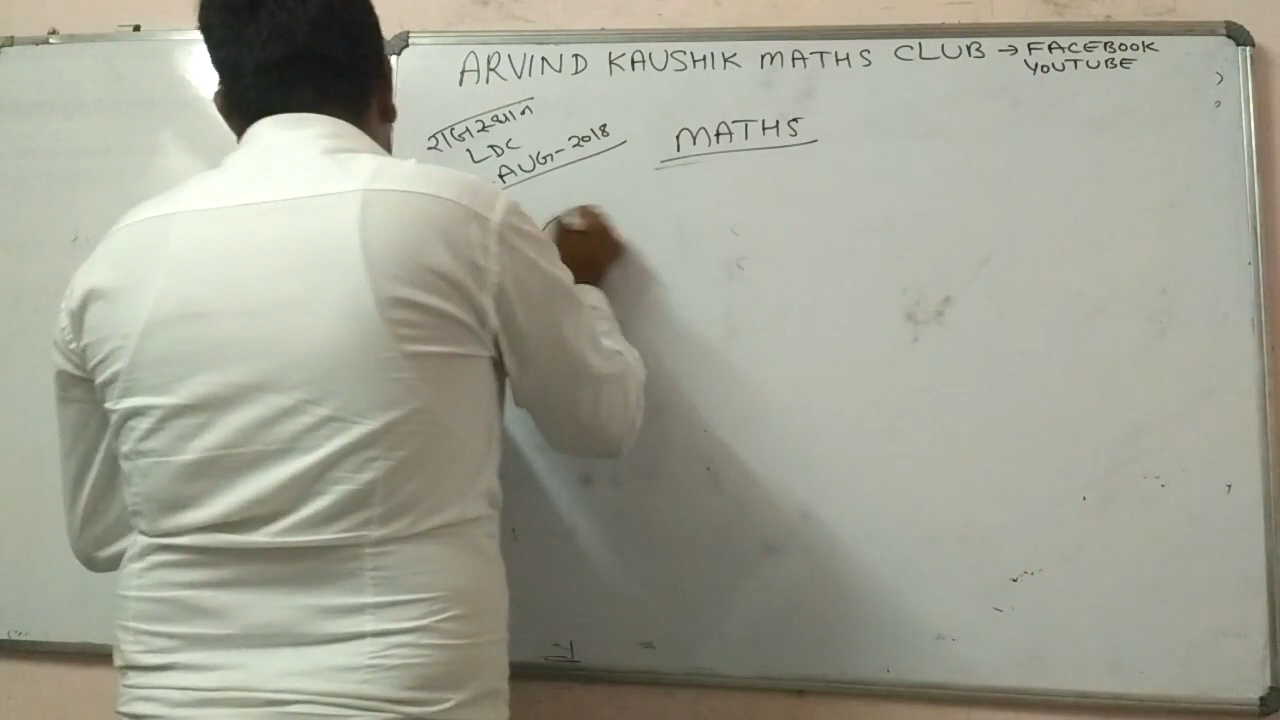 ARVIND KAUSHIK MATHS CLUB → FACEBOOK
YOUTUBE
राजस्थान
LDC
AUG-2018
MATHS